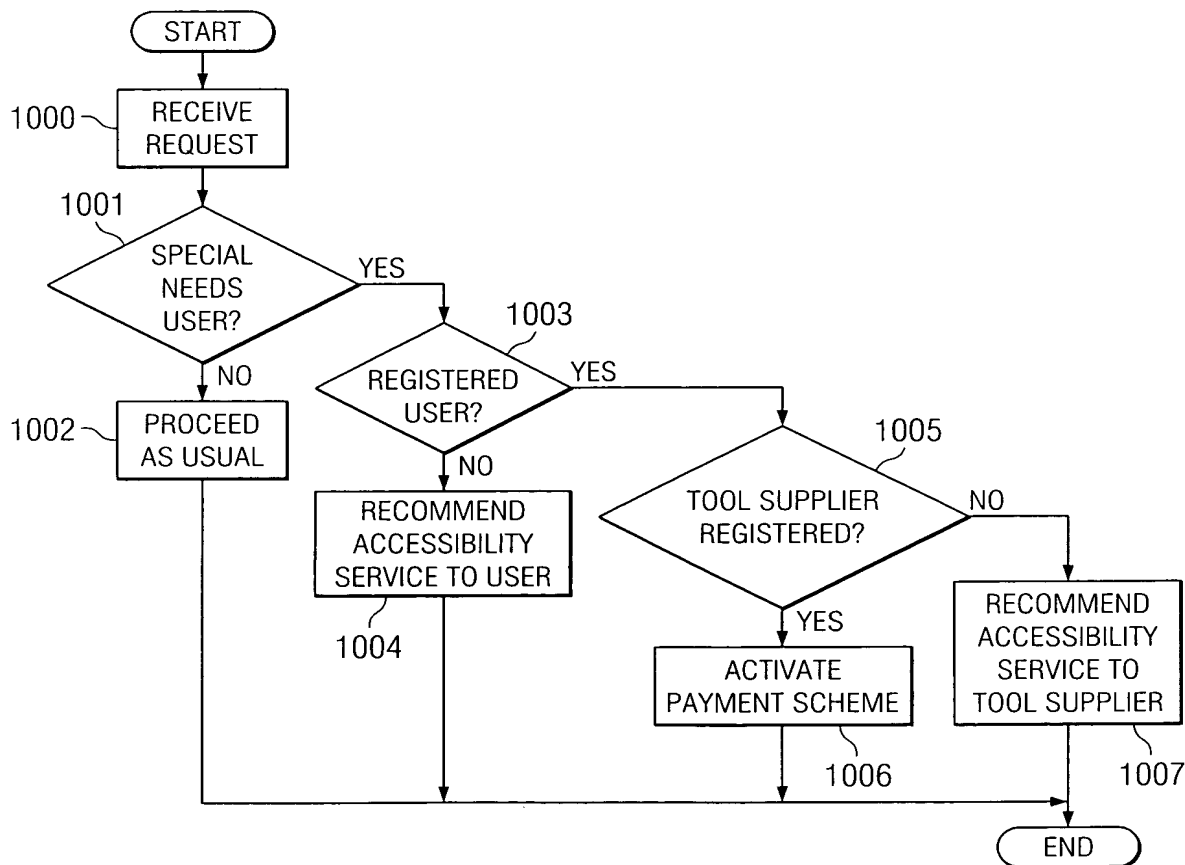 START
1000
RECEIVE
REQUEST
1001
SPECIAL
NEEDS
USER?
YES
NO
1002
PROCEED
AS USUAL
1003
REGISTERED
USER?
YES
NO
RECOMMEND
ACCESSIBILITY
SERVICE TO USER
1004
1005
TOOL SUPPLIER
REGISTERED?
NO
YES
ACTIVATE
PAYMENT SCHEME
1006
RECOMMEND
ACCESSIBILITY
SERVICE TO
TOOL SUPPLIER
1007
END